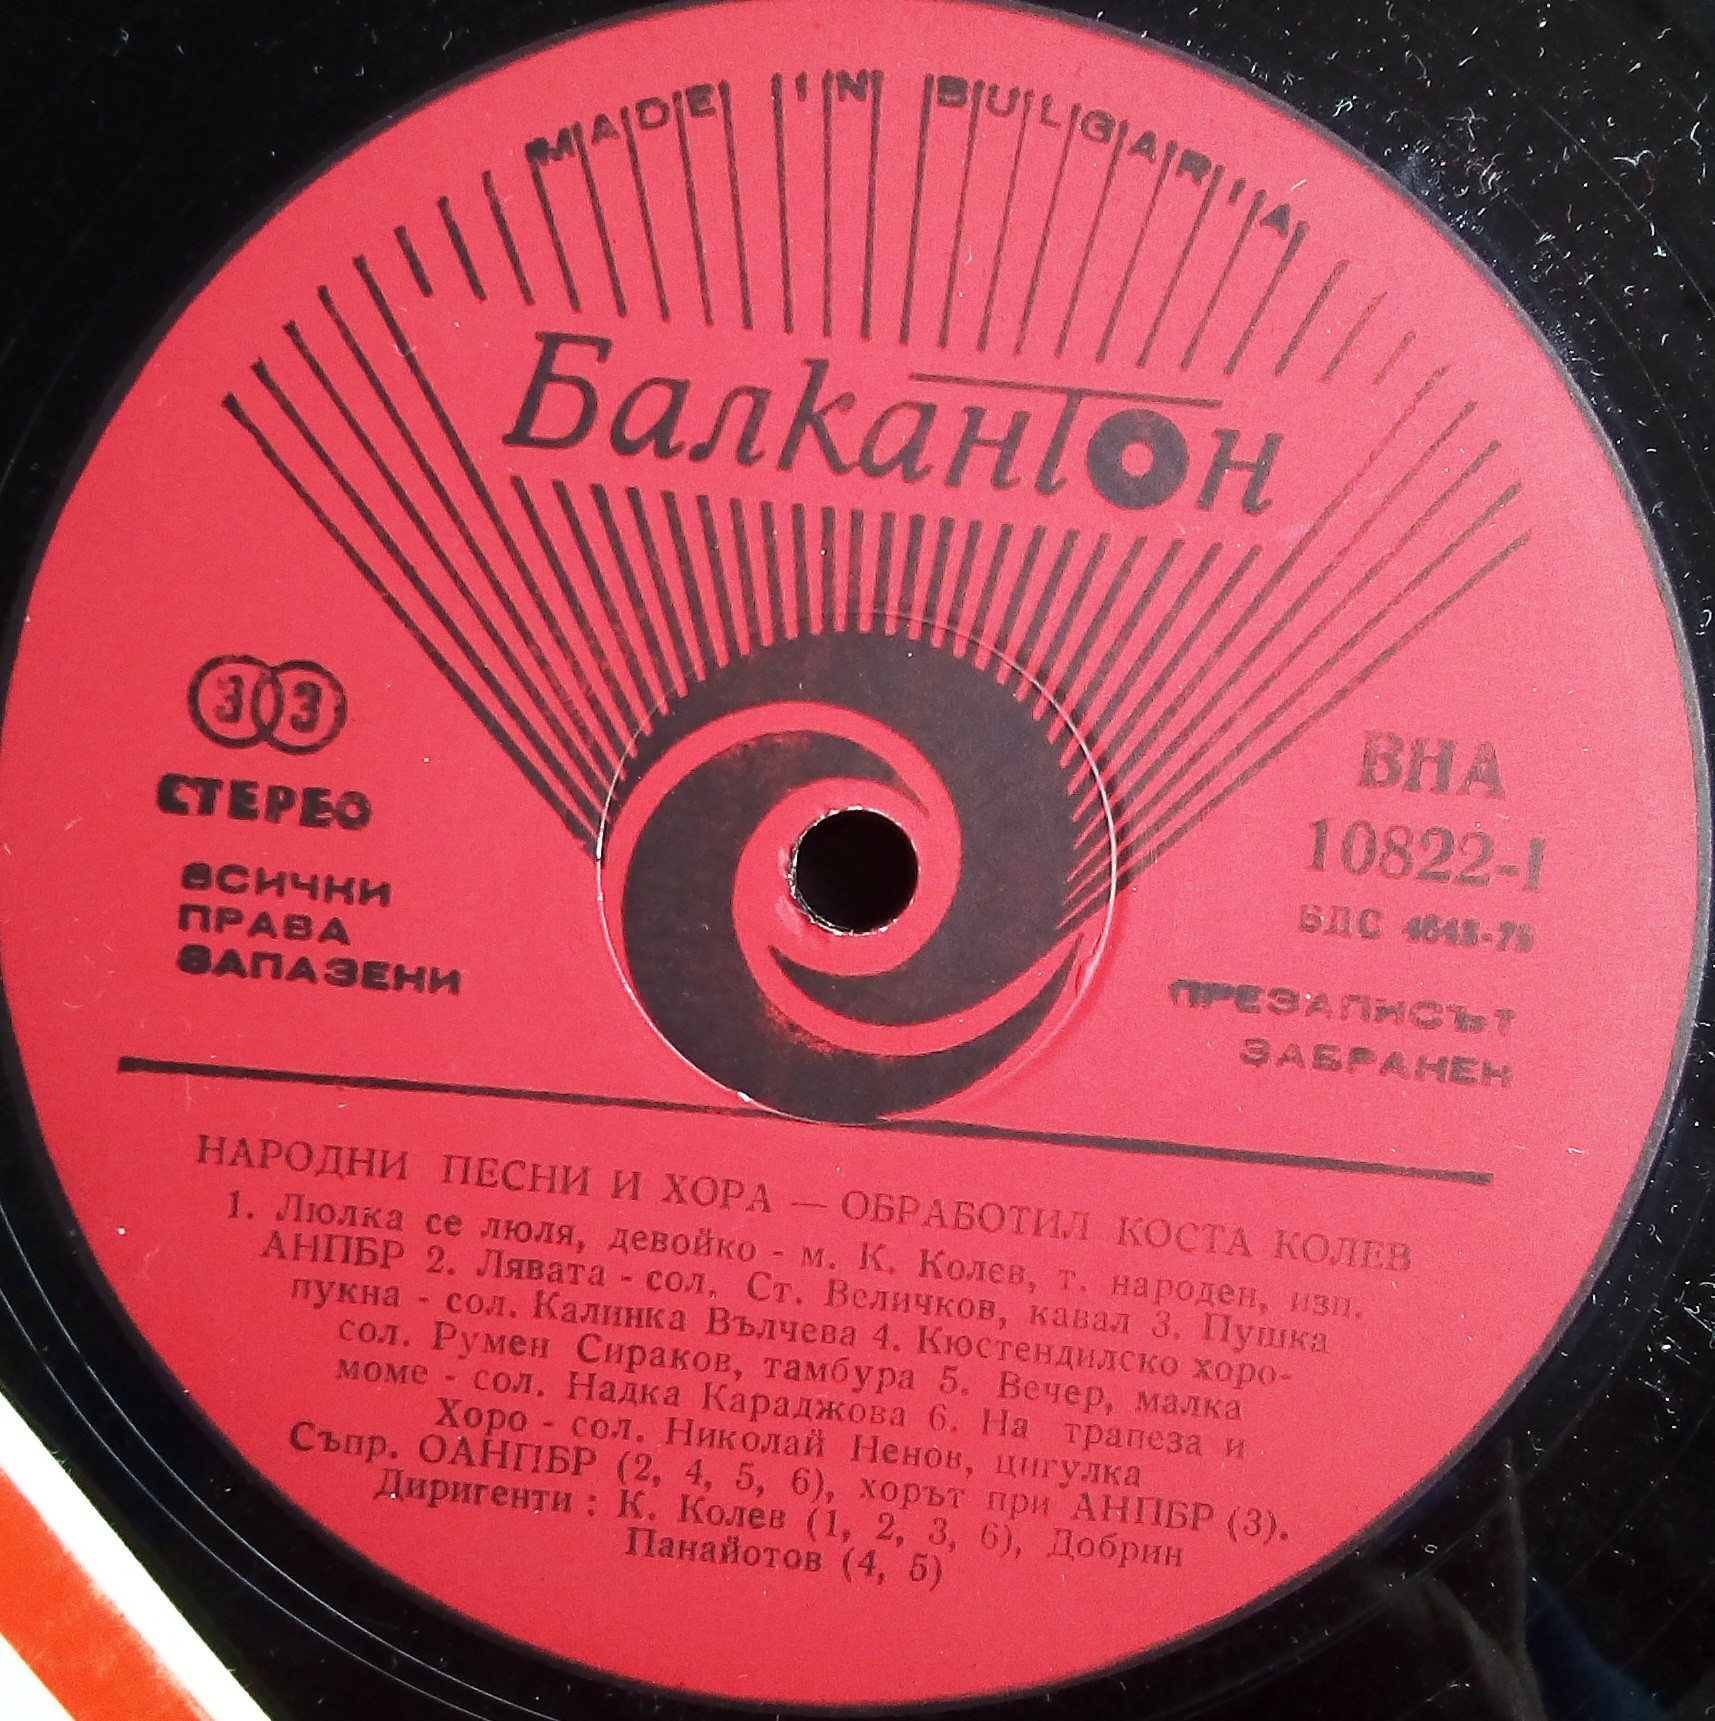 MADE IN BULGARIA
Балкантон
33
СТЕРЕО
ВСИЧКИ
ПРАВА
ЗАПАЗЕНИ
ВНА
10822-I
БДС
ПРЕЗАПИСЪТ
ЗАБРАНЕН
НАРОДНИ ПЕСНИ И ХОРА — ОБРАБОТИЛ КОСТА КОЛЕВ
1. Люлка се люля, девойко - м. К. Колев, т. народен, изп.
АНПБР 2. Лявата - сол. Ст. Величков, кавал 3. Пушка
пукна - сол. Калинка Вълчева 4. Кюстендилско хоро-
сол. Румен Сираков, тамбура 5. Вечер, малка
моме - сол. Надка Караджова 6. На трапеза и
Хоро - сол. Николай Ненов, цигулка
Съпр. ОАНПБР (2, 4, 5, 6), хорът при АНПБР (3).
Диригенти : К. Колев (1, 2, 3, 6), Добрин
Панайотов (4, 5)